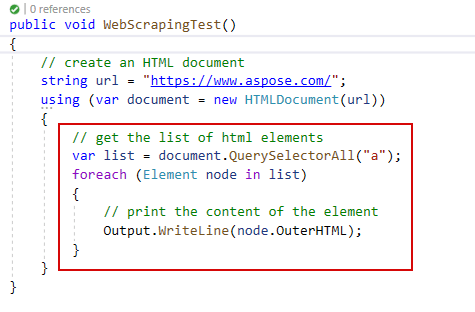 | 0 references
public void WebScrapingTest()
{
// create an HTML document
string url = "https://www.aspose.com/";
using (var document = new HTMLDocument(url))
{
// get the list of html elements
var list = document.QuerySelectorAll("a");
foreach (Element node in list)
{
// print the content of the element
Output.WriteLine(node.OuterHTML);
}
}
}